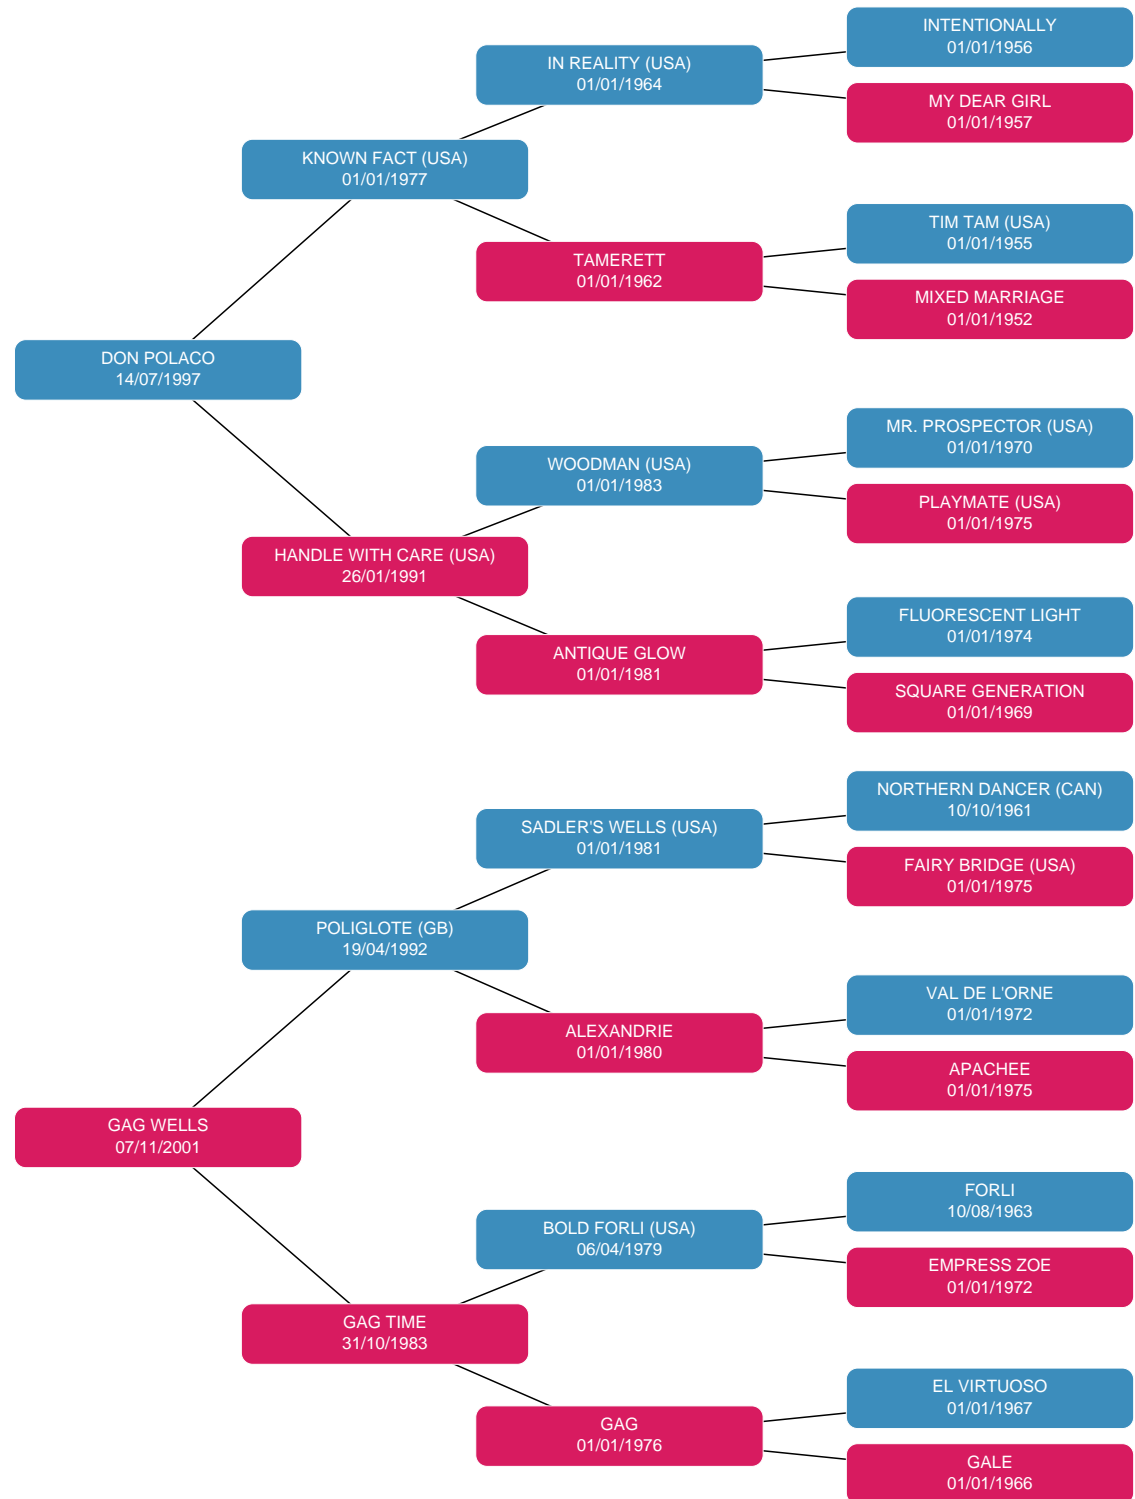 INTENTIONALLY
01/01/1956
IN REALITY (USA)
01/01/1964
MY DEAR GIRL
01/01/1957
KNOWN FACT (USA)
01/01/1977
TIM TAM (USA)
01/01/1955
TAMERETT
01/01/1962
MIXED MARRIAGE
01/01/1952
DON POLACO
14/07/1997
MR. PROSPECTOR (USA)
01/01/1970
WOODMAN (USA)
01/01/1983
PLAYMATE (USA)
01/01/1975
HANDLE WITH CARE (USA)
26/01/1991
FLUORESCENT LIGHT
01/01/1974
ANTIQUE GLOW
01/01/1981
SQUARE GENERATION
01/01/1969
NORTHERN DANCER (CAN)
10/10/1961
SADLER'S WELLS (USA)
01/01/1981
FAIRY BRIDGE (USA)
01/01/1975
POLIGLOTE (GB)
19/04/1992
VAL DE L'ORNE
01/01/1972
ALEXANDRIE
01/01/1980
APACHEE
01/01/1975
GAG WELLS
07/11/2001
FORLI
10/08/1963
BOLD FORLI (USA)
06/04/1979
EMPRESS ZOE
01/01/1972
GAG TIME
31/10/1983
EL VIRTUOSO
01/01/1967
GAG
01/01/1976
GALE
01/01/1966